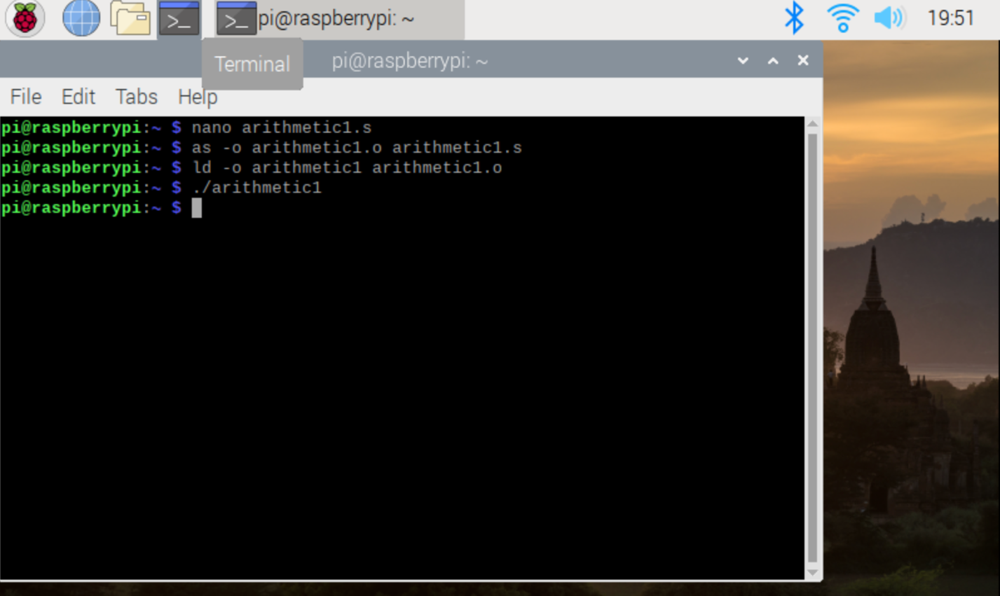 pi@raspberrypi: ~
19:51
Terminal
pi@raspberrypi: ~
File Edit Tabs Help
pi@raspberrypi:~ $ nano arithmetic1.s
pi@raspberrypi:~ $ as -o arithmetic1.o arithmetic1.s
pi@raspberrypi:~ $ ld -o arithmetic1 arithmetic1.o
pi@raspberrypi:~ $ ./arithmetic1
pi@raspberrypi:~ $